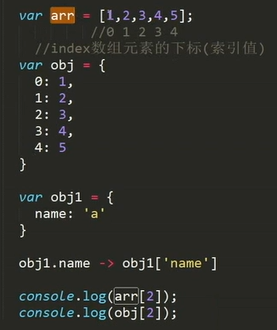 var arr = [1,2,3,4,5];
//0 1 2 3 4
//index数组元素的下标(索引值)
var obj = {
0: 1,
1: 2,
2: 3,
3: 4,
4: 5
}
var obj1 = {
name: 'a'
}
obj1.name -> obj1['name']
console.log(arr[2]);
console.log(obj[2]);